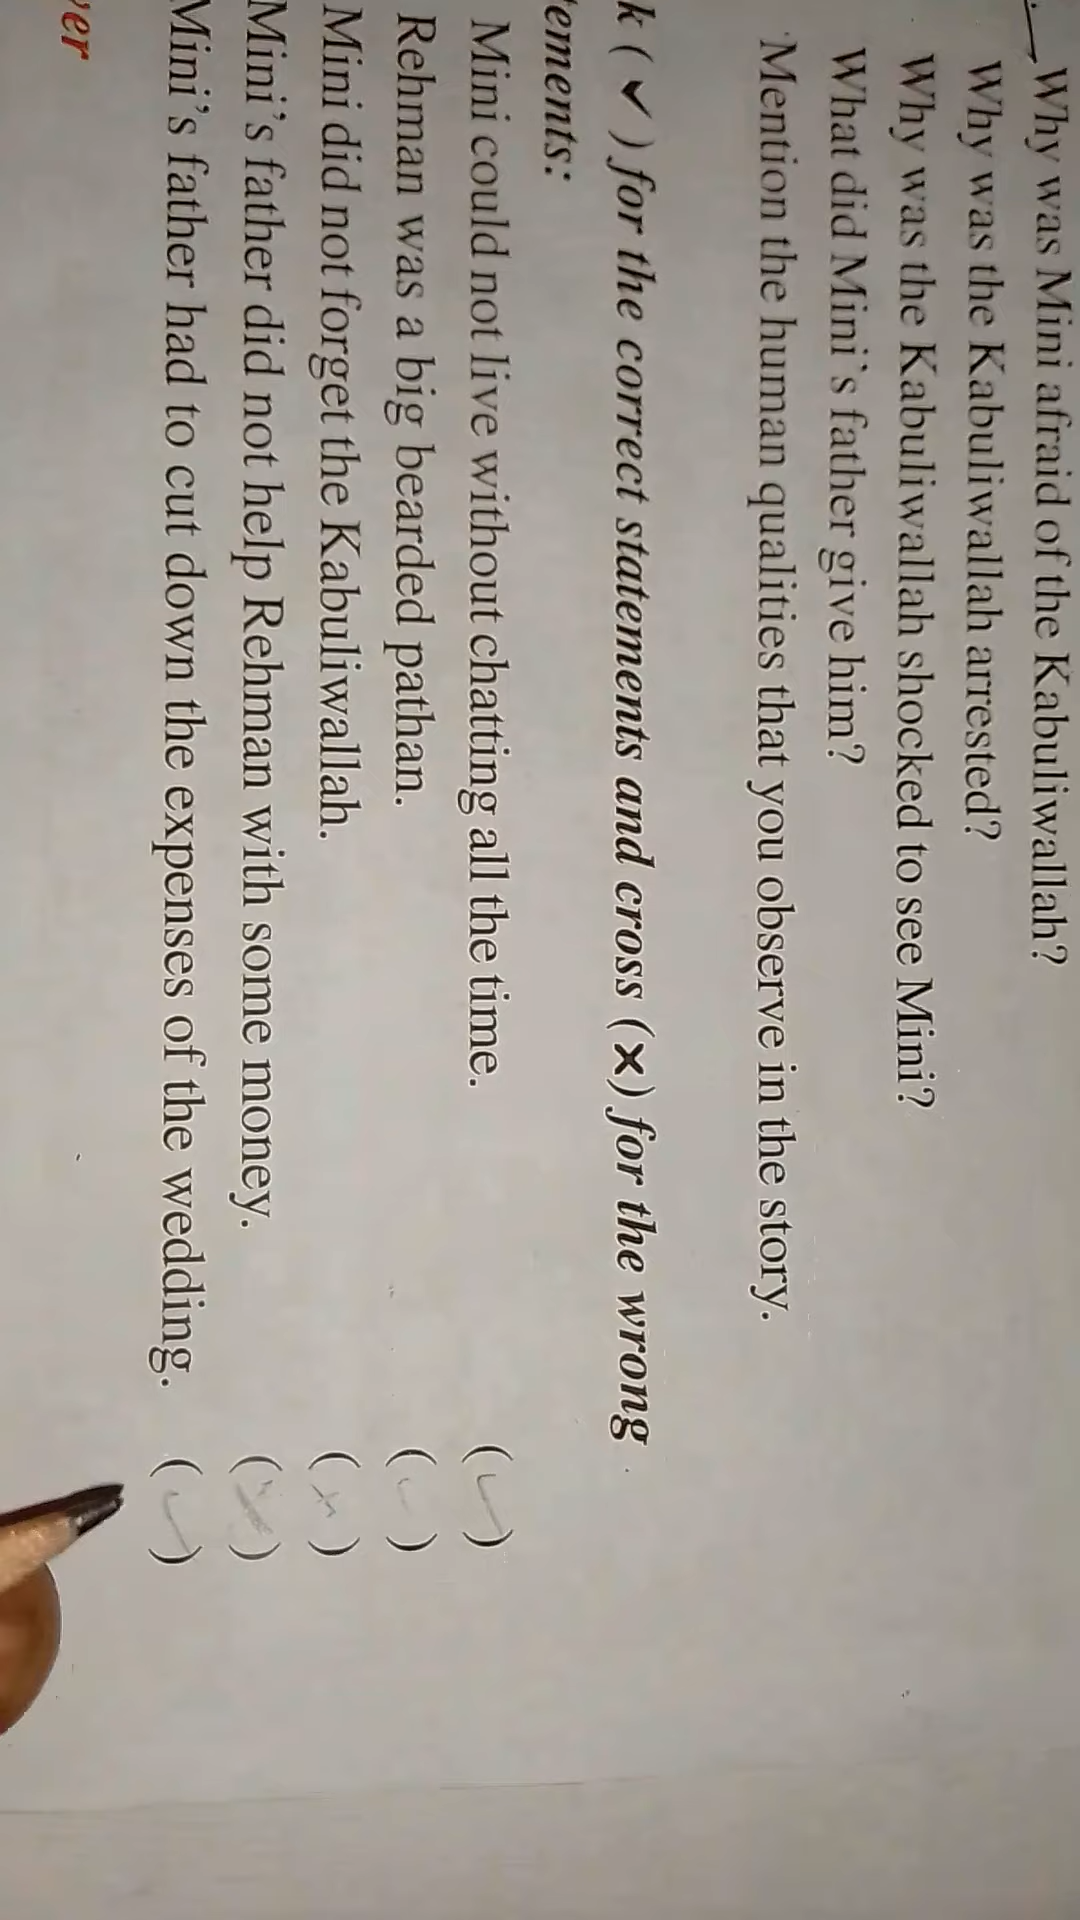 Why was Mini afraid of the Kabuliwallah?
Why was the Kabuliwallah arrested?
Why was the Kabuliwallah shocked to see Mini?
What did Mini's father give him?
Mention the human qualities that you observe in the story.
k (✔) for the correct statements and cross (×) for the wrong
ements:
Mini could not live without chatting all the time. (✓)
Rehman was a big bearded pathan. (✓)
Mini did not forget the Kabuliwallah. (×)
Mini's father did not help Rehman with some money. (×)
Mini's father had to cut down the expenses of the wedding. (✓)
ver